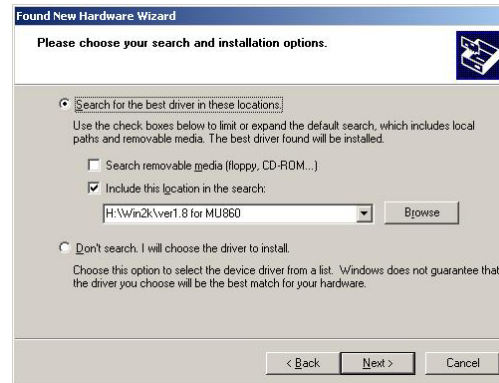 Found New Hardware Wizard
Please choose your search and installation options.
Search for the best driver in these locations.
Use the check boxes below to limit or expand the default search, which includes local
paths and removable media. The best driver found will be installed.
Search removable media (floppy, CD-ROM...)
Include this location in the search:
H:\Win2k\ver1.8 for MU860
Browse
Don't search. I will choose the driver to install.
Choose this option to select the device driver from a list. Windows does not guarantee that
the driver you choose will be the best match for your hardware.
< Back
Next >
Cancel